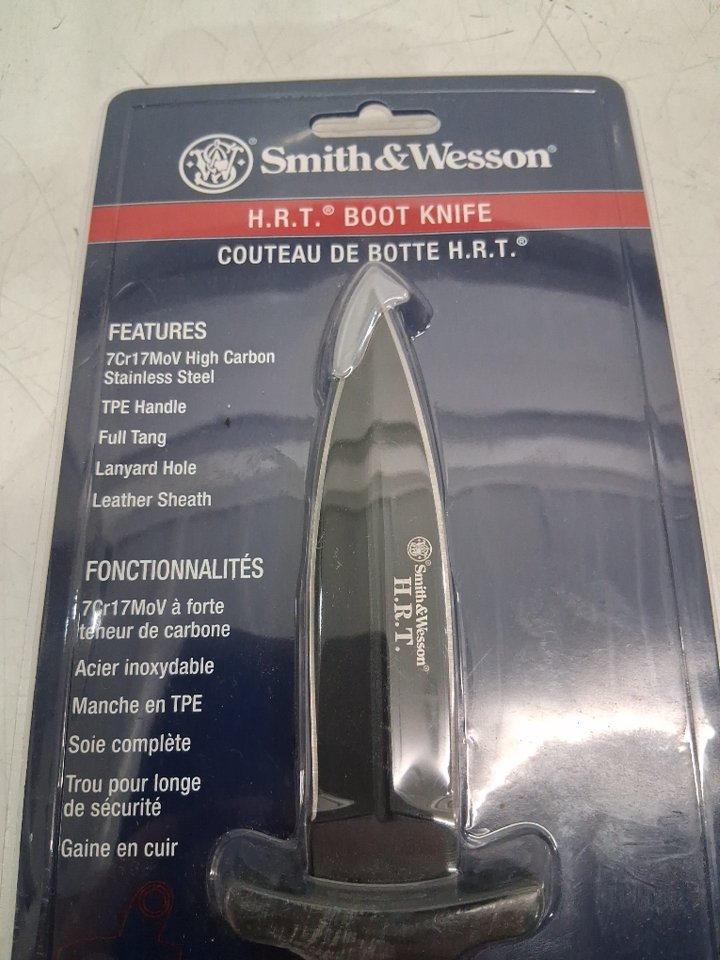 Smith & Wesson®
H.R.T.® BOOT KNIFE
COUTEAU DE BOTTE H.R.T.®
FEATURES
7Cr17MoV High Carbon
Stainless Steel
TPE Handle
Full Tang
Lanyard Hole
Leather Sheath
FONCTIONNALITÉS
7Cr17MoV à forte
teneur de carbone
Acier inoxydable
Manche en TPE
Soie complète
Trou pour longe
de sécurité
Gaine en cuir
Smith & Wesson®
H.R.T.